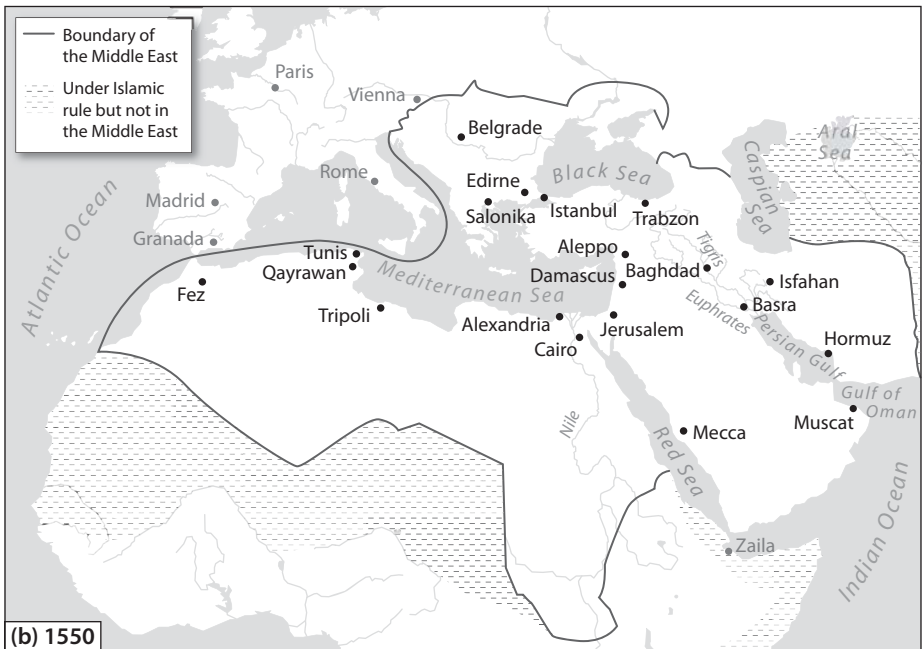 Boundary of
the Middle East
Under Islamic
rule but not in
the Middle East
Paris
Vienna
Belgrade
Aral
Sea
Caspian
Sea
Black Sea
Rome
Edirne
Madrid
Salonika
Istanbul
Trabzon
Granada
Atlantic Ocean
Tunis
Qayrawan
Aleppo
Tigris
Mediterranean Sea
Damascus
Baghdad
Isfahan
Fez
Euphrates
Basra
Tripoli
Alexandria
Jerusalem
Persian Gulf
Hormuz
Cairo
Gulf of
Oman
Nile
Muscat
Red Sea
Mecca
Indian Ocean
Zaila
(b) 1550